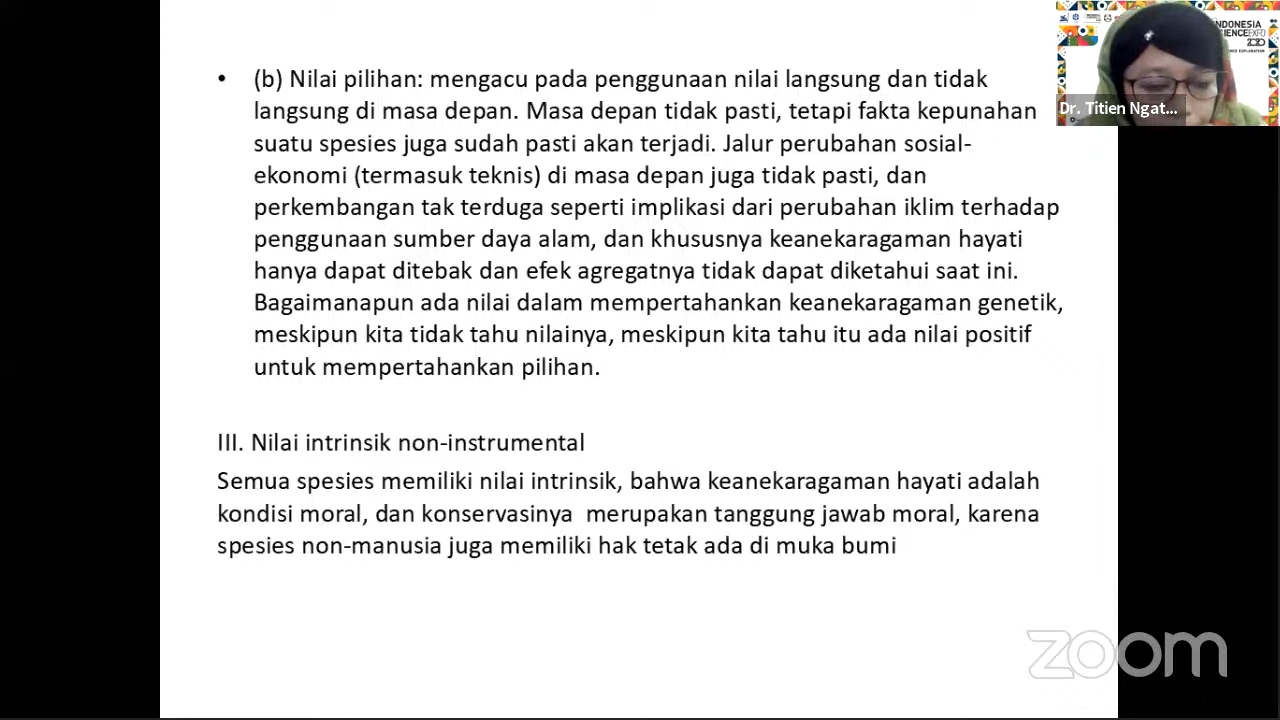 • (b) Nilai pilihan: mengacu pada penggunaan nilai langsung dan tidak
langsung di masa depan. Masa depan tidak pasti, tetapi fakta kepunahan
suatu spesies juga sudah pasti akan terjadi. Jalur perubahan sosial-
ekonomi (termasuk teknis) di masa depan juga tidak pasti, dan
perkembangan tak terduga seperti implikasi dari perubahan iklim terhadap
penggunaan sumber daya alam, dan khususnya keanekaragaman hayati
hanya dapat ditebak dan efek agregatnya tidak dapat diketahui saat ini.
Bagaimanapun ada nilai dalam mempertahankan keanekaragaman genetik,
meskipun kita tidak tahu nilainya, meskipun kita tahu itu ada nilai positif
untuk mempertahankan pilihan.
III. Nilai intrinsik non-instrumental
Semua spesies memiliki nilai intrinsik, bahwa keanekaragaman hayati adalah
kondisi moral, dan konservasinya  merupakan tanggung jawab moral, karena
spesies non-manusia juga memiliki hak tetak ada di muka bumi
Dr. Titien Ngat...
2020
zoom